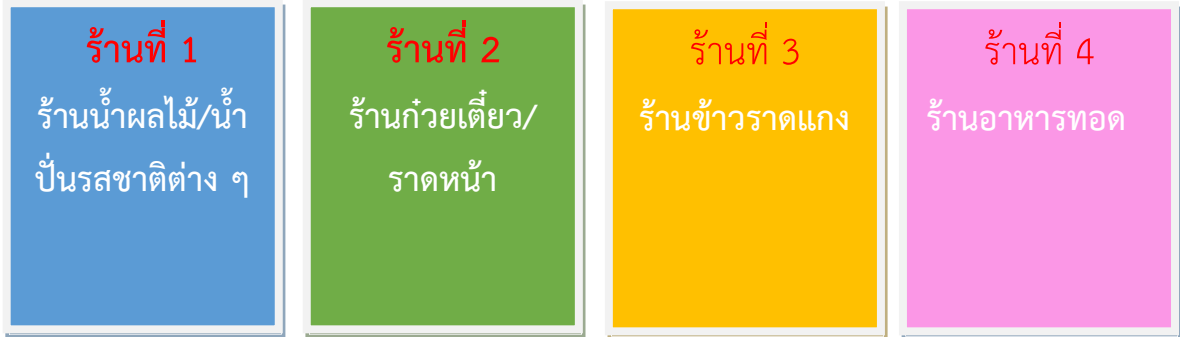 ร้านที่ 1
ร้านน้ำผลไม้/น้ำ
ปั่นรสชาติต่าง ๆ
ร้านที่ 2
ร้านก๋วยเตี๋ยว/
ราดหน้า
ร้านที่ 3
ร้านข้าวราดแกง
ร้านที่ 4
ร้านอาหารทอด